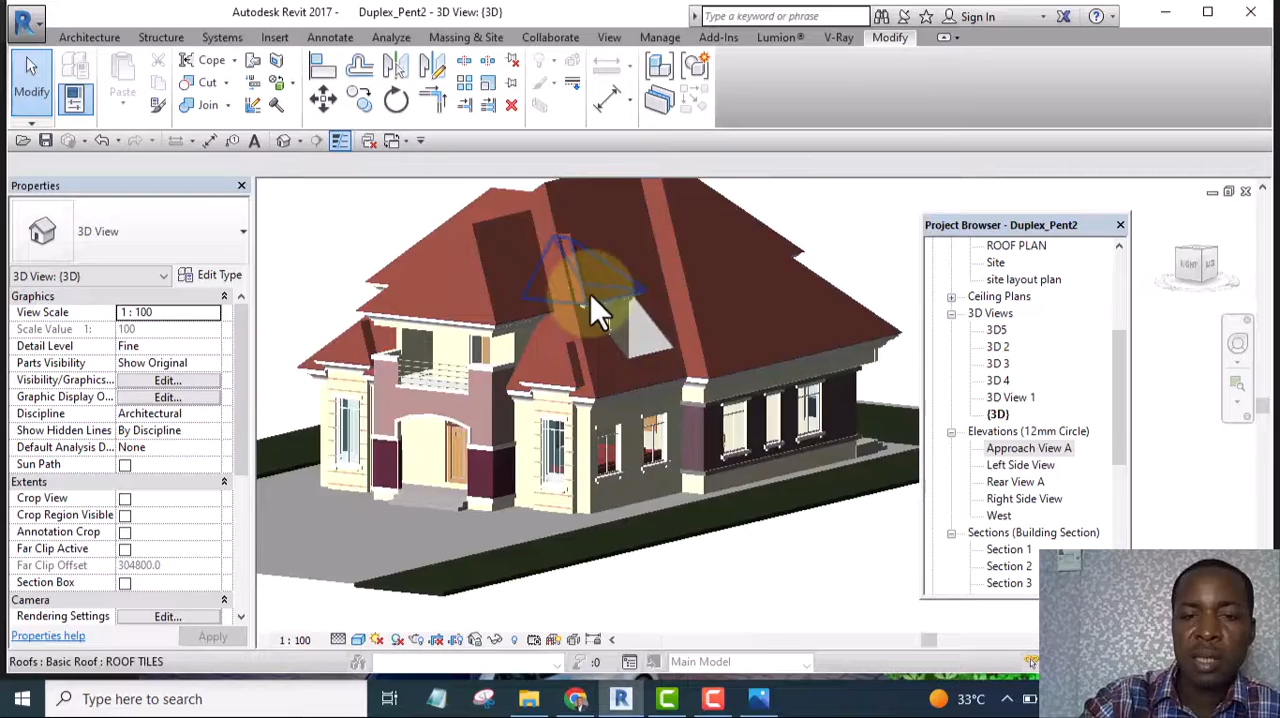 Autodesk Revit 2017 - Duplex_Pent2 - 3D View: {3D}
Type a keyword or phrase
Sign In
Architecture Structure Systems Insert Annotate Analyze Massing & Site Collaborate View Manage Add-Ins Lumion® V-Ray Modify
Modify
Paste
Cope
Cut
Join
Properties
3D View
3D View: {3D}
Edit Type
Graphics
View Scale 1 : 100
Scale Value 1: 100
Detail Level Fine
Parts Visibility Show Original
Visibility/Graphics... Edit...
Graphic Display O... Edit...
Discipline Architectural
Show Hidden Lines By Discipline
Default Analysis D... None
Sun Path
Extents
Crop View
Crop Region Visible
Annotation Crop
Far Clip Active
Far Clip Offset 304800.0
Section Box
Camera
Rendering Settings Edit...
Properties help
Apply
RIGHT
Project Browser - Duplex_Pent2
ROOF PLAN
Site
site layout plan
Ceiling Plans
3D Views
3D5
3D 2
3D 3
3D 4
3D View 1
{3D}
Elevations (12mm Circle)
Approach View A
Left Side View
Rear View A
Right Side View
West
Sections (Building Section)
Section 1
Section 2
Section 3
1 : 100
Roofs : Basic Roof : ROOF TILES
:0
Main Model
Type here to search
33°C